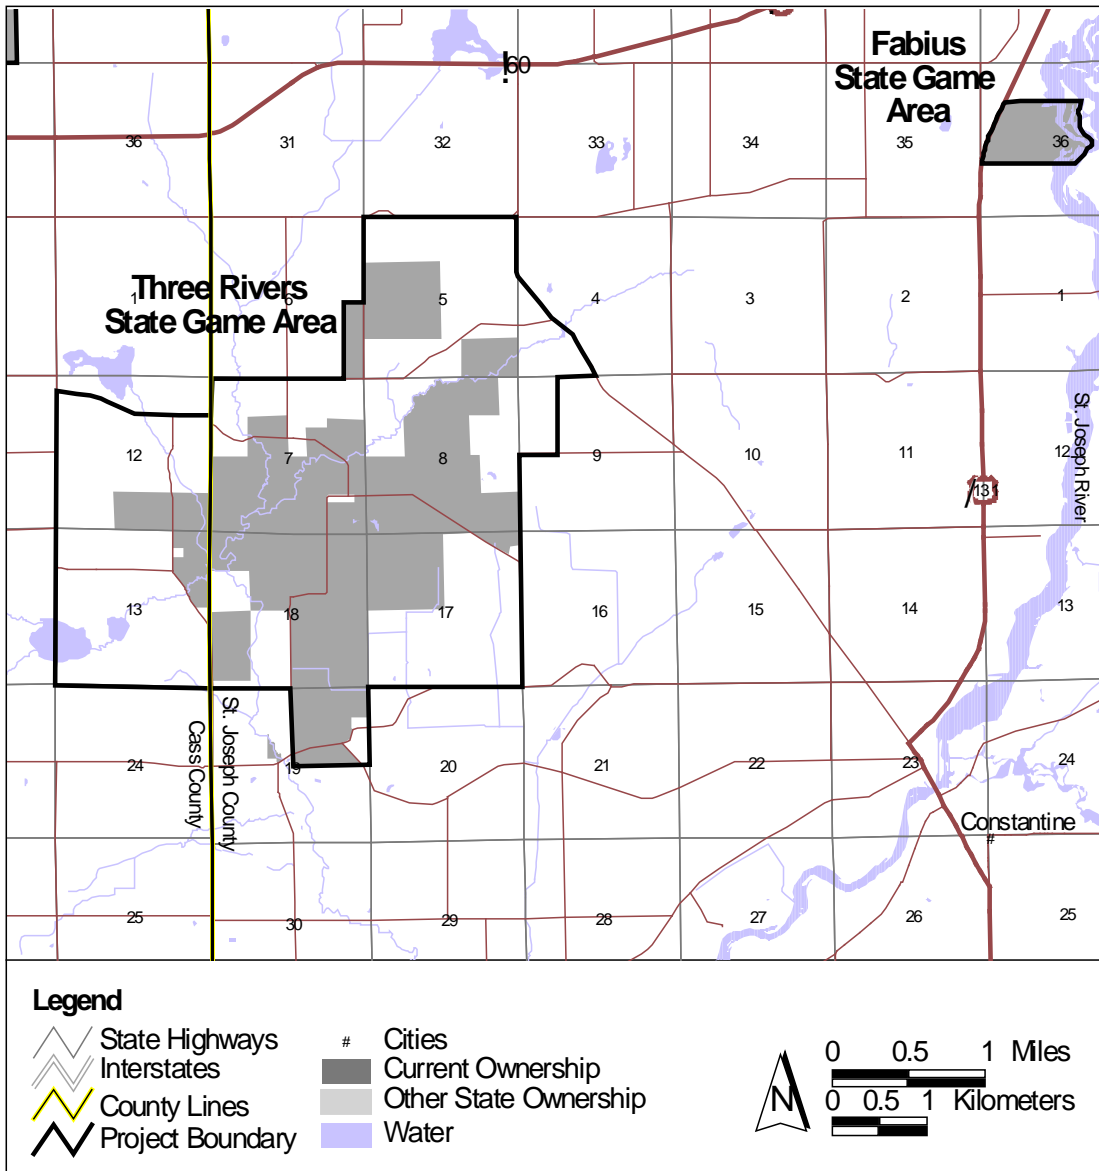 60
Fabius
State Game
Area
36
31
32
33
34
35
36
Three Rivers
State Game Area
1
6
5
4
3
2
1
St. Joseph River
12
7
8
9
10
11
12
131
13
18
17
16
15
14
13
St. Joseph County
Cass County
24
19
20
21
22
23
24
Constantine
#
25
30
29
28
27
26
25
Legend
State Highways
Interstates
County Lines
Project Boundary
# Cities
Current Ownership
Other State Ownership
Water
N
0 0.5 1 Miles
0 0.5 1 Kilometers